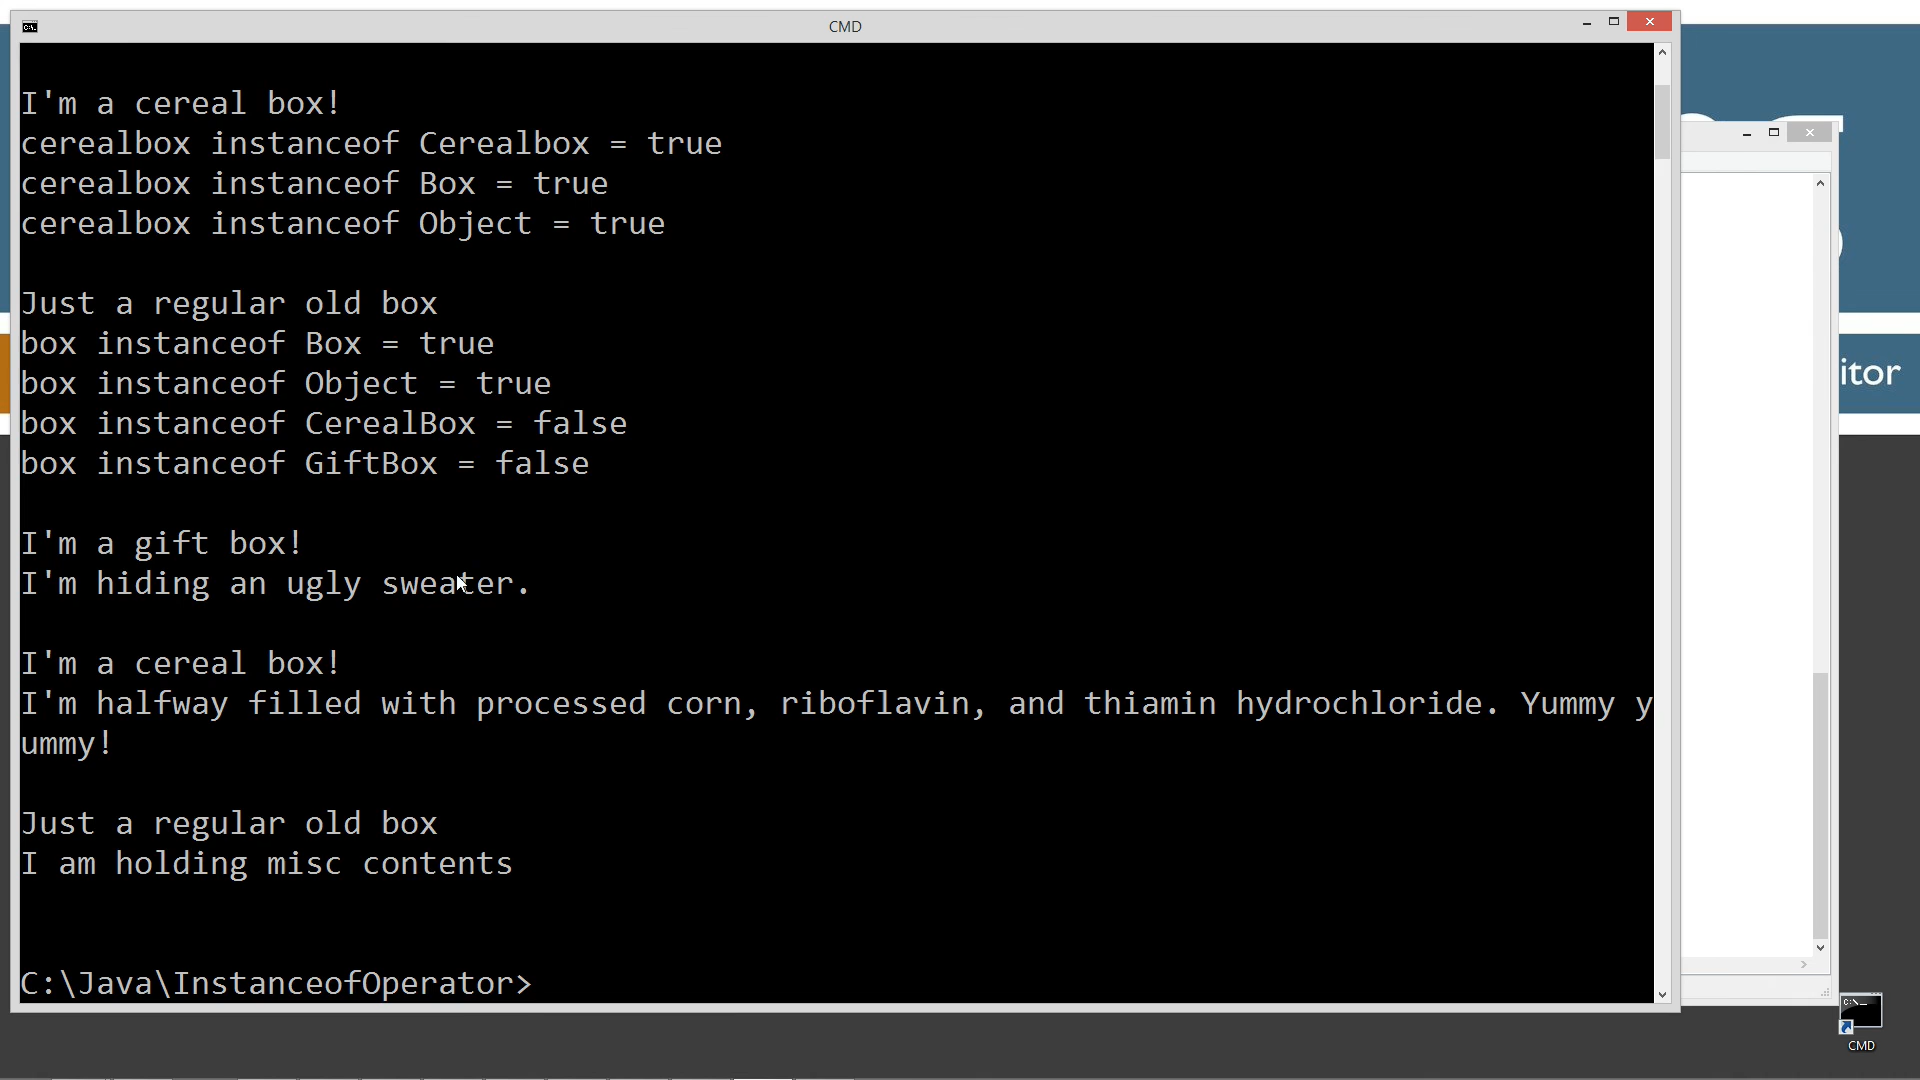 CMD
I'm a cereal box!
cerealbox instanceof Cerealbox = true
cerealbox instanceof Box = true
cerealbox instanceof Object = true
Just a regular old box
box instanceof Box = true
box instanceof Object = true
box instanceof CerealBox = false
box instanceof GiftBox = false
I'm a gift box!
I'm hiding an ugly sweater.
I'm a cereal box!
I'm halfway filled with processed corn, riboflavin, and thiamin hydrochloride. Yummy y
ummy!
Just a regular old box
I am holding misc contents
C:\Java\InstanceofOperator>
itor
CMD